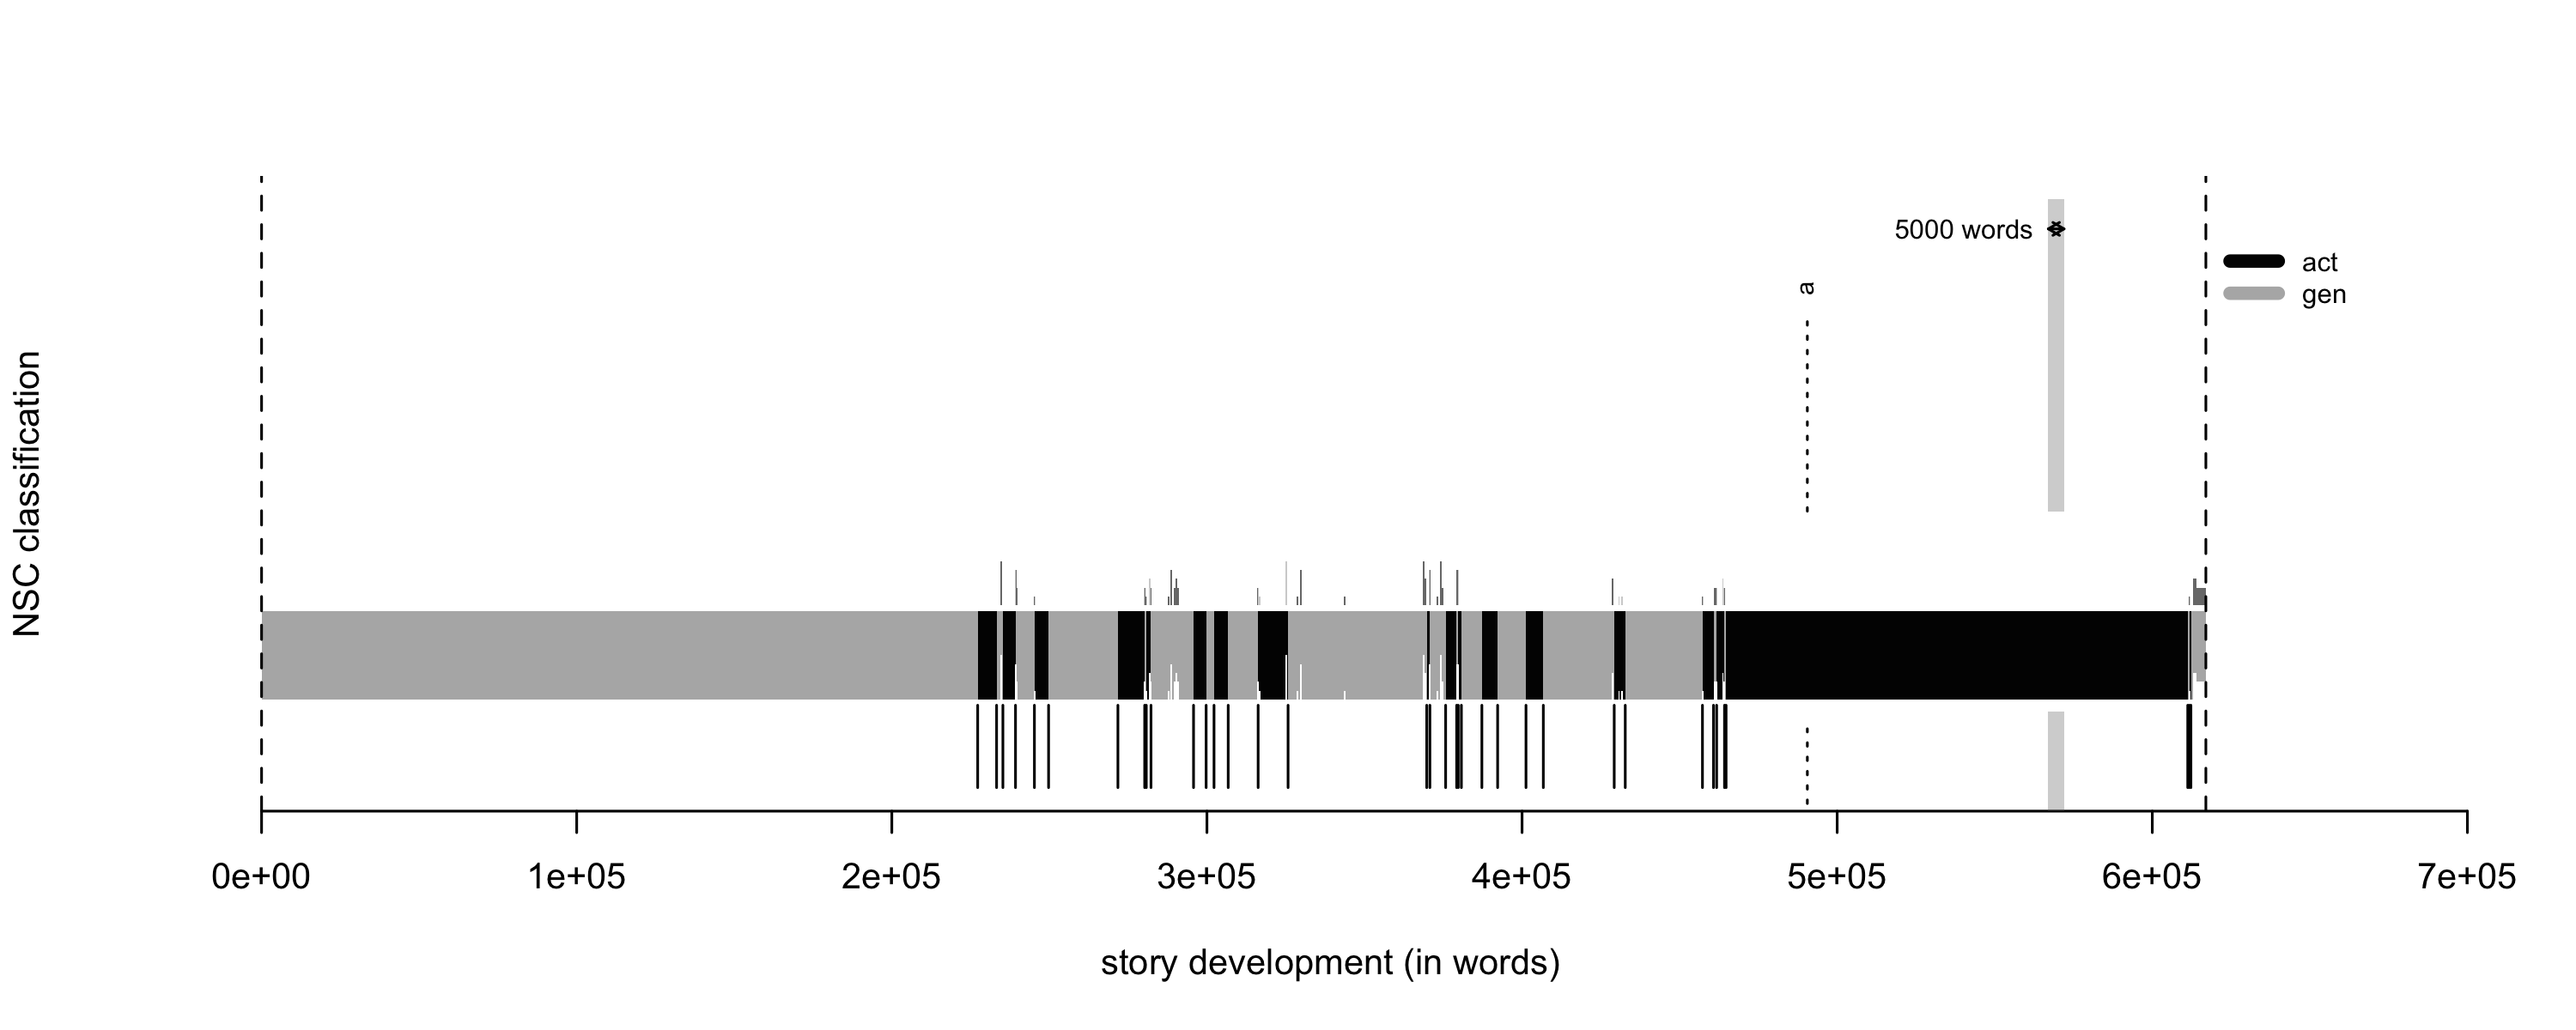 5000 words
act
gen
a
NSC classification
0e+00 1e+05 2e+05 3e+05 4e+05 5e+05 6e+05 7e+05
story development (in words)